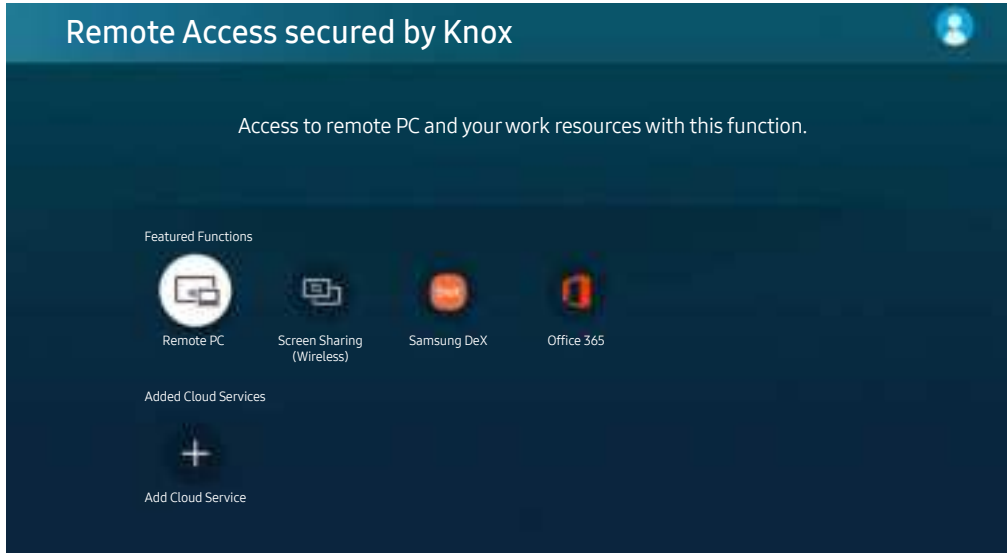 Remote Access secured by Knox
Access to remote PC and your work resources with this function.
Featured Functions
Remote PC
Screen Sharing
(Wireless)
Samsung DeX
Office 365
Added Cloud Services
Add Cloud Service